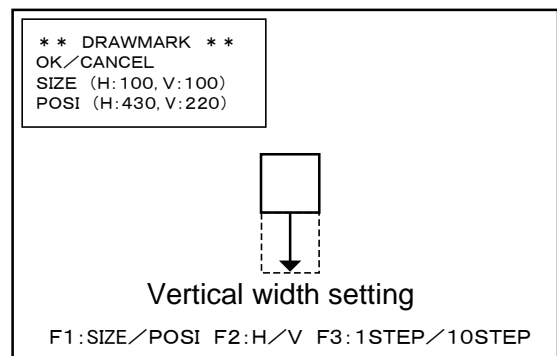 ** DRAWMARK **
OK／CANCEL
SIZE (H:100, V:100)
POSI (H:430, V:220)
Vertical width setting
F1:SIZE／POSI F2:H／V F3:1STEP／10STEP